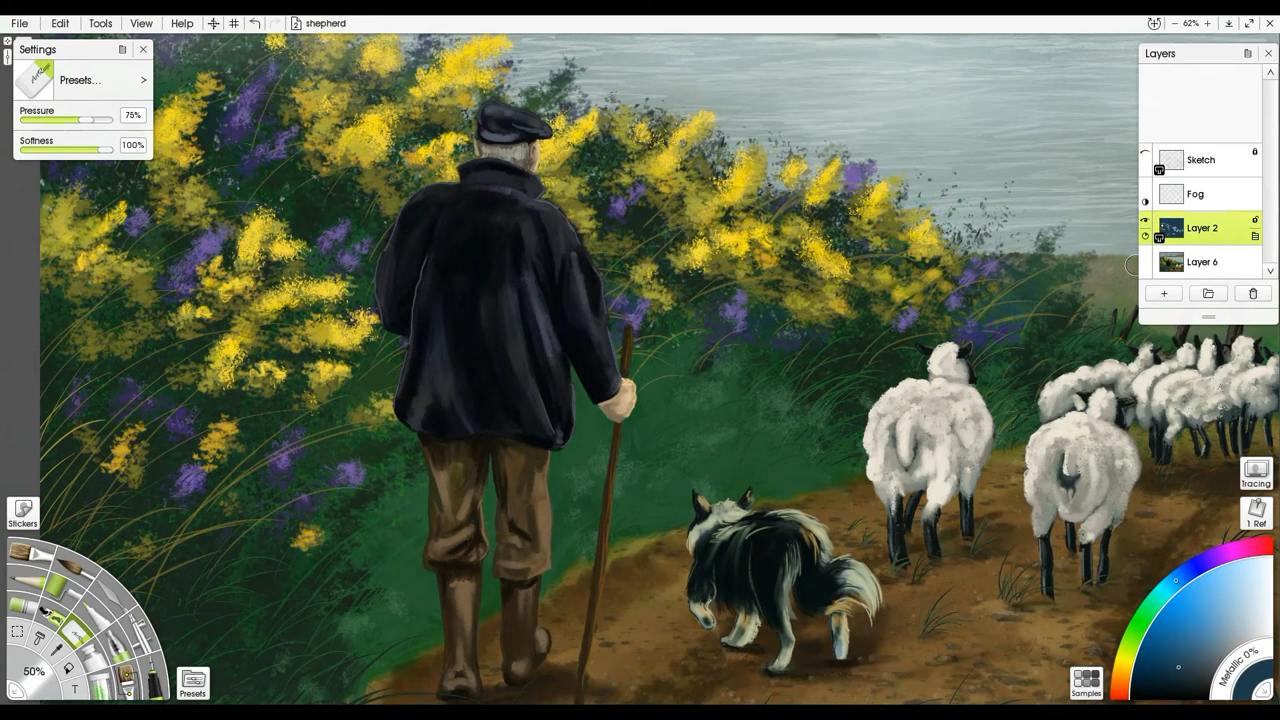 File Edit Tools View Help shepherd 62%
Settings
Presets... >
Pressure
75%
Softness
100%
Layers
Sketch
Fog
Layer 2
Layer 6
Tracing
1 Ref
Stickers
50%
T
Presets
Samples
Metallic 0%